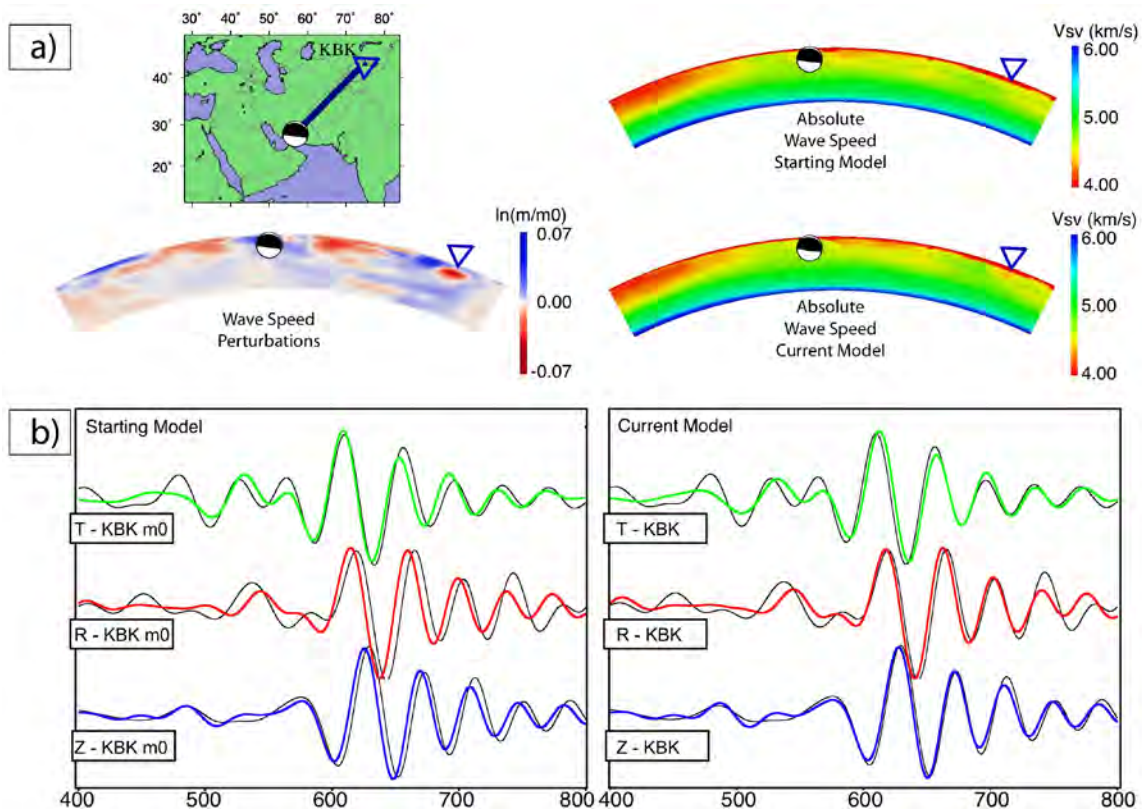 a)
30° 40° 50° 60° 70° 80°
40°
30°
20°
KBK
Vsv (km/s)
6.00
5.00
4.00
Absolute
Wave Speed
Starting Model
ln(m/m0)
0.07
0.00
-0.07
Wave Speed
Perturbations
Vsv (km/s)
6.00
5.00
4.00
Absolute
Wave Speed
Current Model
b)
Starting Model
T - KBK m0
R - KBK m0
Z - KBK m0
400 500 600 700 800
Current Model
T - KBK
R - KBK
Z - KBK
400 500 600 700 800